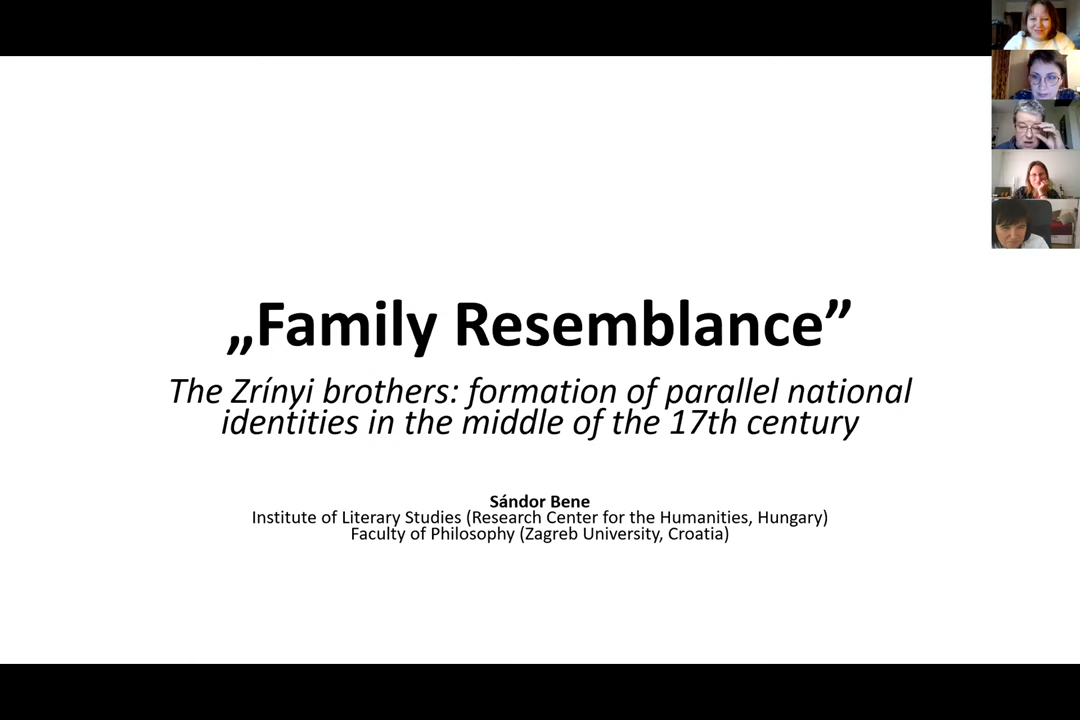 „Family Resemblance”
The Zrínyi brothers: formation of parallel national
identities in the middle of the 17th century
Sándor Bene
Institute of Literary Studies (Research Center for the Humanities, Hungary)
Faculty of Philosophy (Zagreb University, Croatia)